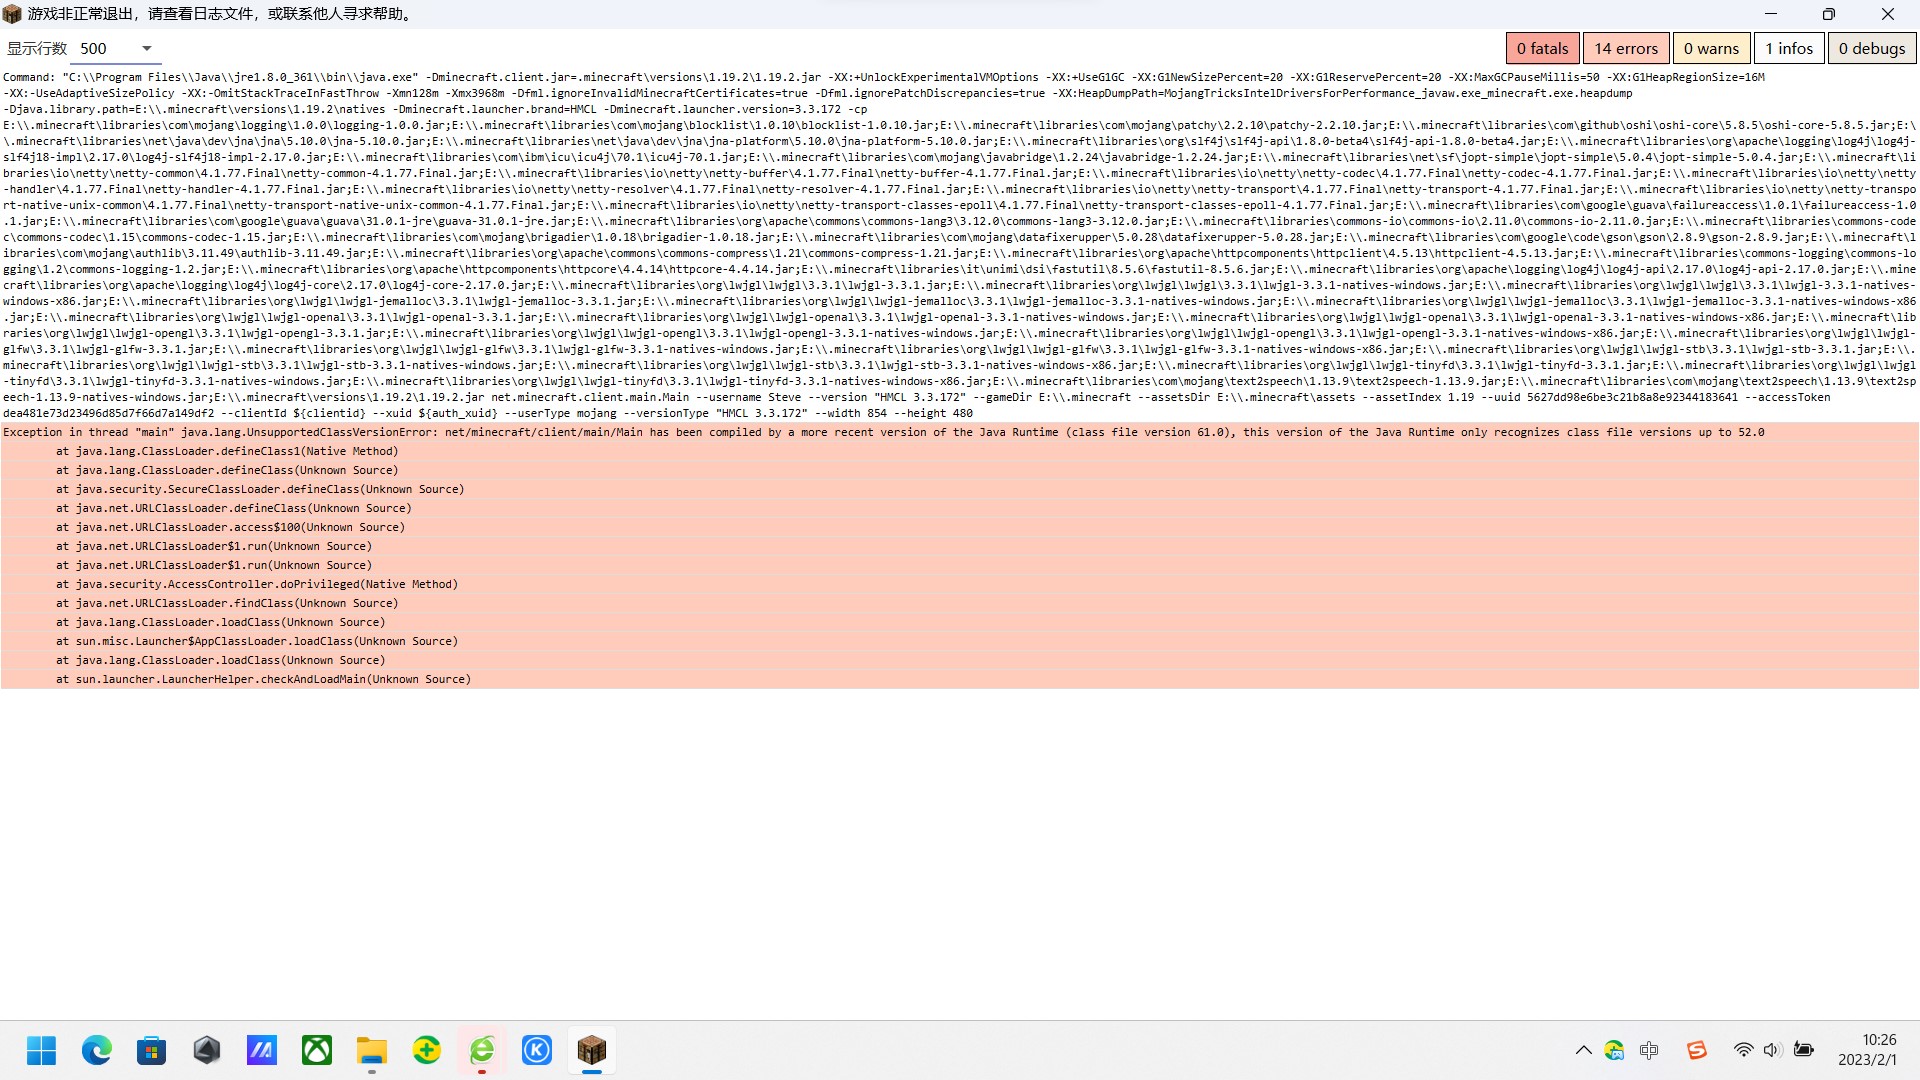 游戏非正常退出，请查看日志文件，或联系他人寻求帮助。
显示行数 500 0 fatals 14 errors 0 warns 1 infos 0 debugs
Command: "C:\\Program Files\\Java\\jre1.8.0_361\\bin\\java.exe" -Dminecraft.client.jar=.minecraft\versions\1.19.2\1.19.2.jar -XX:+UnlockExperimentalVMOptions -XX:+UseG1GC -XX:G1NewSizePercent=20 -XX:G1ReservePercent=20 -XX:MaxGCPauseMillis=50 -XX:G1HeapRegionSize=16M
-XX:-UseAdaptiveSizePolicy -XX:-OmitStackTraceInFastThrow -Xmn128m -Xmx3968m -Dfml.ignoreInvalidMinecraftCertificates=true -Dfml.ignorePatchDiscrepancies=true -XX:HeapDumpPath=MojangTricksIntelDriversForPerformance_javaw.exe_minecraft.exe.heapdump
-Djava.library.path=E:\\.minecraft\versions\1.19.2\natives -Dminecraft.launcher.brand=HMCL -Dminecraft.launcher.version=3.3.172 -cp
E:\\.minecraft\libraries\com\mojang\logging\1.0.0\logging-1.0.0.jar;E:\\.minecraft\libraries\com\mojang\blocklist\1.0.10\blocklist-1.0.10.jar;E:\\.minecraft\libraries\com\mojang\patchy\2.2.10\patchy-2.2.10.jar;E:\\.minecraft\libraries\com\github\oshi\oshi-core\5.8.5\oshi-core-5.8.5.jar;E:\
\.minecraft\libraries\net\java\dev\jna\jna\5.10.0\jna-5.10.0.jar;E:\\.minecraft\libraries\net\java\dev\jna\jna-platform\5.10.0\jna-platform-5.10.0.jar;E:\\.minecraft\libraries\org\slf4j\slf4j-api\1.8.0-beta4\slf4j-api-1.8.0-beta4.jar;E:\\.minecraft\libraries\org\apache\logging\log4j\log4j-
slf4j18-impl\2.17.0\log4j-slf4j18-impl-2.17.0.jar;E:\\.minecraft\libraries\com\ibm\icu\icu4j\70.1\icu4j-70.1.jar;E:\\.minecraft\libraries\com\mojang\javabridge\1.2.24\javabridge-1.2.24.jar;E:\\.minecraft\libraries\net\sf\jopt-simple\jopt-simple\5.0.4\jopt-simple-5.0.4.jar;E:\\.minecraft\li
braries\io\netty\netty-common\4.1.77.Final\netty-common-4.1.77.Final.jar;E:\\.minecraft\libraries\io\netty\netty-buffer\4.1.77.Final\netty-buffer-4.1.77.Final.jar;E:\\.minecraft\libraries\io\netty\netty-codec\4.1.77.Final\netty-codec-4.1.77.Final.jar;E:\\.minecraft\libraries\io\netty\netty
-handler\4.1.77.Final\netty-handler-4.1.77.Final.jar;E:\\.minecraft\libraries\io\netty\netty-resolver\4.1.77.Final\netty-resolver-4.1.77.Final.jar;E:\\.minecraft\libraries\io\netty\netty-transport\4.1.77.Final\netty-transport-4.1.77.Final.jar;E:\\.minecraft\libraries\io\netty\netty-transpo
rt-native-unix-common\4.1.77.Final\netty-transport-native-unix-common-4.1.77.Final.jar;E:\\.minecraft\libraries\io\netty\netty-transport-classes-epoll\4.1.77.Final\netty-transport-classes-epoll-4.1.77.Final.jar;E:\\.minecraft\libraries\com\google\guava\failureaccess\1.0.1\failureaccess-1.0
.1.jar;E:\\.minecraft\libraries\com\google\guava\guava\31.0.1-jre\guava-31.0.1-jre.jar;E:\\.minecraft\libraries\org\apache\commons\commons-lang3\3.12.0\commons-lang3-3.12.0.jar;E:\\.minecraft\libraries\commons-io\commons-io\2.11.0\commons-io-2.11.0.jar;E:\\.minecraft\libraries\commons-code
c\commons-codec\1.15\commons-codec-1.15.jar;E:\\.minecraft\libraries\com\mojang\brigadier\1.0.18\brigadier-1.0.18.jar;E:\\.minecraft\libraries\com\mojang\datafixerupper\5.0.28\datafixerupper-5.0.28.jar;E:\\.minecraft\libraries\com\google\code\gson\gson\2.8.9\gson-2.8.9.jar;E:\\.minecraft\l
ibraries\com\mojang\authlib\3.11.49\authlib-3.11.49.jar;E:\\.minecraft\libraries\org\apache\commons\commons-compress\1.21\commons-compress-1.21.jar;E:\\.minecraft\libraries\org\apache\httpcomponents\httpclient\4.5.13\httpclient-4.5.13.jar;E:\\.minecraft\libraries\commons-logging\commons-lo
gging\1.2\commons-logging-1.2.jar;E:\\.minecraft\libraries\org\apache\httpcomponents\httpcore\4.4.14\httpcore-4.4.14.jar;E:\\.minecraft\libraries\it\unimi\dsi\fastutil\8.5.6\fastutil-8.5.6.jar;E:\\.minecraft\libraries\org\apache\logging\log4j\log4j-api\2.17.0\log4j-api-2.17.0.jar;E:\\.mine
craft\libraries\org\apache\logging\log4j\log4j-core\2.17.0\log4j-core-2.17.0.jar;E:\\.minecraft\libraries\org\lwjgl\lwjgl\3.3.1\lwjgl-3.3.1.jar;E:\\.minecraft\libraries\org\lwjgl\lwjgl\3.3.1\lwjgl-3.3.1-natives-windows.jar;E:\\.minecraft\libraries\org\lwjgl\lwjgl\3.3.1\lwjgl-3.3.1-natives-
windows-x86.jar;E:\\.minecraft\libraries\org\lwjgl\lwjgl-jemalloc\3.3.1\lwjgl-jemalloc-3.3.1.jar;E:\\.minecraft\libraries\org\lwjgl\lwjgl-jemalloc\3.3.1\lwjgl-jemalloc-3.3.1-natives-windows.jar;E:\\.minecraft\libraries\org\lwjgl\lwjgl-jemalloc\3.3.1\lwjgl-jemalloc-3.3.1-natives-windows-x86
.jar;E:\\.minecraft\libraries\org\lwjgl\lwjgl-openal\3.3.1\lwjgl-openal-3.3.1.jar;E:\\.minecraft\libraries\org\lwjgl\lwjgl-openal\3.3.1\lwjgl-openal-3.3.1-natives-windows.jar;E:\\.minecraft\libraries\org\lwjgl\lwjgl-openal\3.3.1\lwjgl-openal-3.3.1-natives-windows-x86.jar;E:\\.minecraft\lib
raries\org\lwjgl\lwjgl-opengl\3.3.1\lwjgl-opengl-3.3.1.jar;E:\\.minecraft\libraries\org\lwjgl\lwjgl-opengl\3.3.1\lwjgl-opengl-3.3.1-natives-windows.jar;E:\\.minecraft\libraries\org\lwjgl\lwjgl-opengl\3.3.1\lwjgl-opengl-3.3.1-natives-windows-x86.jar;E:\\.minecraft\libraries\org\lwjgl\lwjgl-
glfw\3.3.1\lwjgl-glfw-3.3.1.jar;E:\\.minecraft\libraries\org\lwjgl\lwjgl-glfw\3.3.1\lwjgl-glfw-3.3.1-natives-windows.jar;E:\\.minecraft\libraries\org\lwjgl\lwjgl-glfw\3.3.1\lwjgl-glfw-3.3.1-natives-windows-x86.jar;E:\\.minecraft\libraries\org\lwjgl\lwjgl-stb\3.3.1\lwjgl-stb-3.3.1.jar;E:\\.
minecraft\libraries\org\lwjgl\lwjgl-stb\3.3.1\lwjgl-stb-3.3.1-natives-windows.jar;E:\\.minecraft\libraries\org\lwjgl\lwjgl-stb\3.3.1\lwjgl-stb-3.3.1-natives-windows-x86.jar;E:\\.minecraft\libraries\org\lwjgl\lwjgl-tinyfd\3.3.1\lwjgl-tinyfd-3.3.1.jar;E:\\.minecraft\libraries\org\lwjgl\lwjgl
-tinyfd\3.3.1\lwjgl-tinyfd-3.3.1-natives-windows.jar;E:\\.minecraft\libraries\org\lwjgl\lwjgl-tinyfd\3.3.1\lwjgl-tinyfd-3.3.1-natives-windows-x86.jar;E:\\.minecraft\libraries\com\mojang\text2speech\1.13.9\text2speech-1.13.9.jar;E:\\.minecraft\libraries\com\mojang\text2speech\1.13.9\text2sp
eech-1.13.9-natives-windows.jar;E:\\.minecraft\versions\1.19.2\1.19.2.jar net.minecraft.client.main.Main --username Steve --version "HMCL 3.3.172" --gameDir E:\\.minecraft --assetsDir E:\\.minecraft\assets --assetIndex 1.19 --uuid 5627dd98e6be3c21b8a8e92344183641 --accessToken
dea481e73d23496d85d7f66d7a149df2 --clientId ${clientid} --xuid ${auth_xuid} --userType mojang --versionType "HMCL 3.3.172" --width 854 --height 480
Exception in thread "main" java.lang.UnsupportedClassVersionError: net/minecraft/client/main/Main has been compiled by a more recent version of the Java Runtime (class file version 61.0), this version of the Java Runtime only recognizes class file versions up to 52.0
at java.lang.ClassLoader.defineClass1(Native Method)
at java.lang.ClassLoader.defineClass(Unknown Source)
at java.security.SecureClassLoader.defineClass(Unknown Source)
at java.net.URLClassLoader.defineClass(Unknown Source)
at java.net.URLClassLoader.access$100(Unknown Source)
at java.net.URLClassLoader$1.run(Unknown Source)
at java.net.URLClassLoader$1.run(Unknown Source)
at java.security.AccessController.doPrivileged(Native Method)
at java.net.URLClassLoader.findClass(Unknown Source)
at java.lang.ClassLoader.loadClass(Unknown Source)
at sun.misc.Launcher$AppClassLoader.loadClass(Unknown Source)
at java.lang.ClassLoader.loadClass(Unknown Source)
at sun.launcher.LauncherHelper.checkAndLoadMain(Unknown Source)
中
10:26
2023/2/1